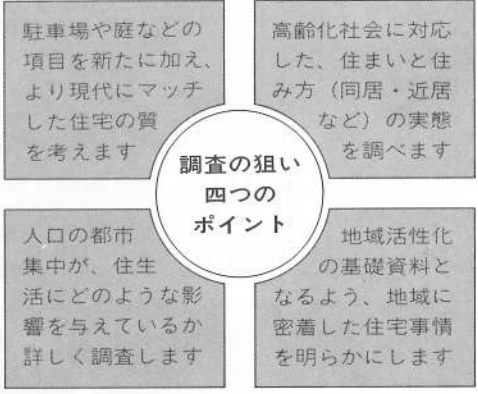 駐車場や庭などの
項目を新たに加え、
より現代にマッチ
した住宅の質
を考えます
高齢化社会に対応
した、住まいと住
み方（同居・近居
など）の実態
を調べます
調査の狙い
四つの
ポイント
人口の都市
集中が、住生
活にどのような影
響を与えているか
詳しく調査します
地域活性化
の基礎資料と
なるよう、地域に
密着した住宅事情
を明らかにします